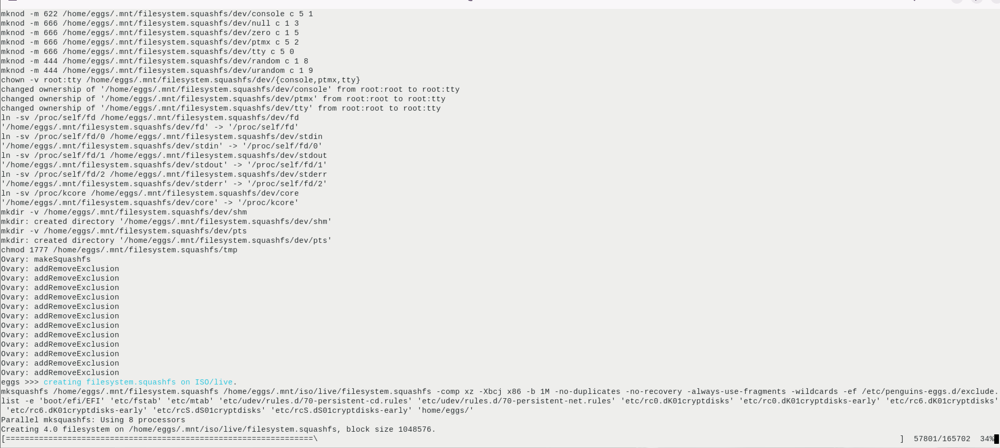 mknod -m 622 /home/eggs/.mnt/filesystem.squashfs/dev/console c 5 1
mknod -m 666 /home/eggs/.mnt/filesystem.squashfs/dev/null c 1 3
mknod -m 666 /home/eggs/.mnt/filesystem.squashfs/dev/zero c 1 5
mknod -m 666 /home/eggs/.mnt/filesystem.squashfs/dev/ptmx c 5 2
mknod -m 666 /home/eggs/.mnt/filesystem.squashfs/dev/tty c 5 0
mknod -m 444 /home/eggs/.mnt/filesystem.squashfs/dev/random c 1 8
mknod -m 444 /home/eggs/.mnt/filesystem.squashfs/dev/urandom c 1 9
chown -v root:tty /home/eggs/.mnt/filesystem.squashfs/dev/{console,ptmx,tty}
changed ownership of '/home/eggs/.mnt/filesystem.squashfs/dev/console' from root:root to root:tty
changed ownership of '/home/eggs/.mnt/filesystem.squashfs/dev/ptmx' from root:root to root:tty
changed ownership of '/home/eggs/.mnt/filesystem.squashfs/dev/tty' from root:root to root:tty
ln -sv /proc/self/fd /home/eggs/.mnt/filesystem.squashfs/dev/fd
'/home/eggs/.mnt/filesystem.squashfs/dev/fd' -> '/proc/self/fd'
ln -sv /proc/self/fd/0 /home/eggs/.mnt/filesystem.squashfs/dev/stdin
'/home/eggs/.mnt/filesystem.squashfs/dev/stdin' -> '/proc/self/fd/0'
ln -sv /proc/self/fd/1 /home/eggs/.mnt/filesystem.squashfs/dev/stdout
'/home/eggs/.mnt/filesystem.squashfs/dev/stdout' -> '/proc/self/fd/1'
ln -sv /proc/self/fd/2 /home/eggs/.mnt/filesystem.squashfs/dev/stderr
'/home/eggs/.mnt/filesystem.squashfs/dev/stderr' -> '/proc/self/fd/2'
ln -sv /proc/kcore /home/eggs/.mnt/filesystem.squashfs/dev/core
'/home/eggs/.mnt/filesystem.squashfs/dev/core' -> '/proc/kcore'
mkdir -v /home/eggs/.mnt/filesystem.squashfs/dev/shm
mkdir: created directory '/home/eggs/.mnt/filesystem.squashfs/dev/shm'
mkdir -v /home/eggs/.mnt/filesystem.squashfs/dev/pts
mkdir: created directory '/home/eggs/.mnt/filesystem.squashfs/dev/pts'
chmod 1777 /home/eggs/.mnt/filesystem.squashfs/tmp
Ovary: makeSquashfs
Ovary: addRemoveExclusion
Ovary: addRemoveExclusion
Ovary: addRemoveExclusion
Ovary: addRemoveExclusion
Ovary: addRemoveExclusion
Ovary: addRemoveExclusion
Ovary: addRemoveExclusion
Ovary: addRemoveExclusion
Ovary: addRemoveExclusion
Ovary: addRemoveExclusion
Ovary: addRemoveExclusion
Ovary: addRemoveExclusion
eggs >>> creating filesystem.squashfs on ISO/live.
mksquashfs /home/eggs/.mnt/filesystem.squashfs /home/eggs/.mnt/iso/live/filesystem.squashfs -comp xz -Xbcj x86 -b 1M -no-duplicates -no-recovery -always-use-fragments -wildcards -ef /etc/penguins-eggs.d/exclude.
list -e 'boot/efi/EFI' 'etc/fstab' 'etc/mtab' 'etc/udev/rules.d/70-persistent-cd.rules' 'etc/udev/rules.d/70-persistent-net.rules' 'etc/rc0.dK01cryptdisks' 'etc/rc0.dK01cryptdisks-early' 'etc/rc6.dK01cryptdisks'
 'etc/rc6.dK01cryptdisks-early' 'etc/rcS.dS01cryptdisks' 'etc/rcS.dS01cryptdisks-early' 'home/eggs/'
Parallel mksquashfs: Using 8 processors
Creating 4.0 filesystem on /home/eggs/.mnt/iso/live/filesystem.squashfs, block size 1048576.
[=================================================================\ ] 57801/165702 34%